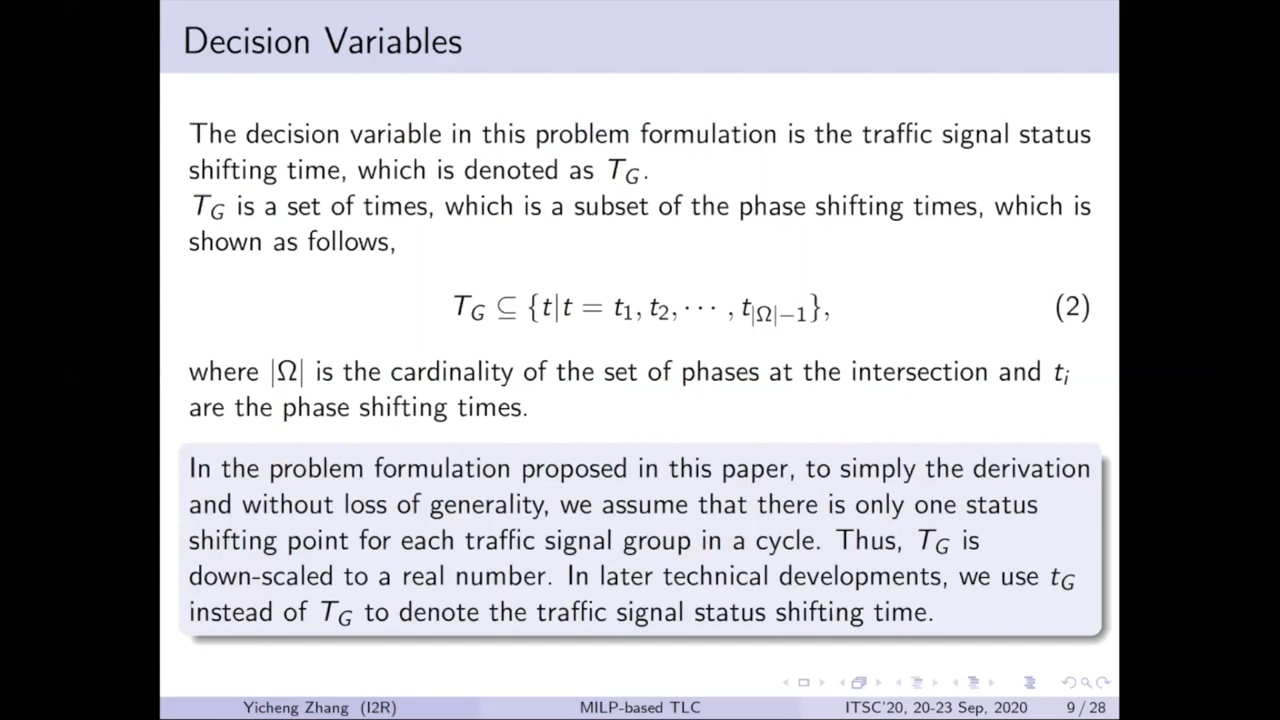 Decision Variables
The decision variable in this problem formulation is the traffic signal status
shifting time, which is denoted as T_G.
T_G is a set of times, which is a subset of the phase shifting times, which is
shown as follows,
T_G ⊆ {t|t = t_1, t_2, ⋯ , t_{|Ω|−1}}, (2)
where |Ω| is the cardinality of the set of phases at the intersection and t_i
are the phase shifting times.
In the problem formulation proposed in this paper, to simply the derivation
and without loss of generality, we assume that there is only one status
shifting point for each traffic signal group in a cycle. Thus, T_G is
down-scaled to a real number. In later technical developments, we use t_G
instead of T_G to denote the traffic signal status shifting time.
Yicheng Zhang (I2R) MILP-based TLC ITSC'20, 20-23 Sep, 2020 9 / 28